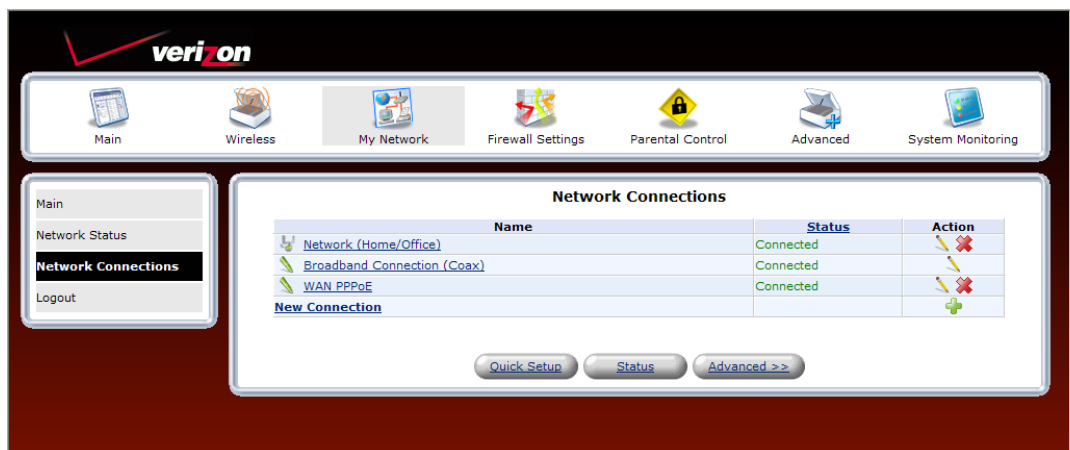 verizon
Main Wireless My Network Firewall Settings Parental Control Advanced System Monitoring
Main
Network Status
Network Connections
Logout
Network Connections
Name Status Action
Network (Home/Office) Connected
Broadband Connection (Coax) Connected
WAN PPPoE Connected
New Connection
Quick Setup Status Advanced >>